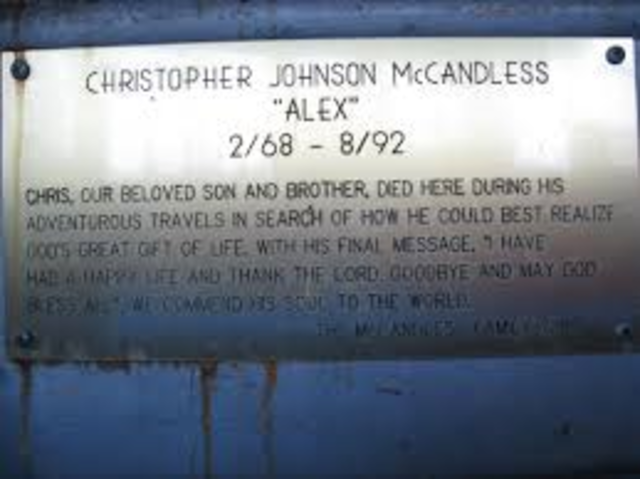 CHRISTOPHER JOHNSON McCANDLESS
"ALEX"
2/68 - 8/92
CHRIS, OUR BELOVED SON AND BROTHER, DIED HERE DURING HIS
ADVENTUROUS TRAVELS IN SEARCH OF HOW HE COULD BEST REALIZE
GOD'S GREAT GIFT OF LIFE. WITH HIS FINAL MESSAGE, "I HAVE
HAD A HAPPY LIFE AND THANK THE LORD. GOODBYE AND MAY GOD
BLESS ALL", WE COMMEND HIS SOUL TO THE WORLD.
THE McCANDLESS FAMILY